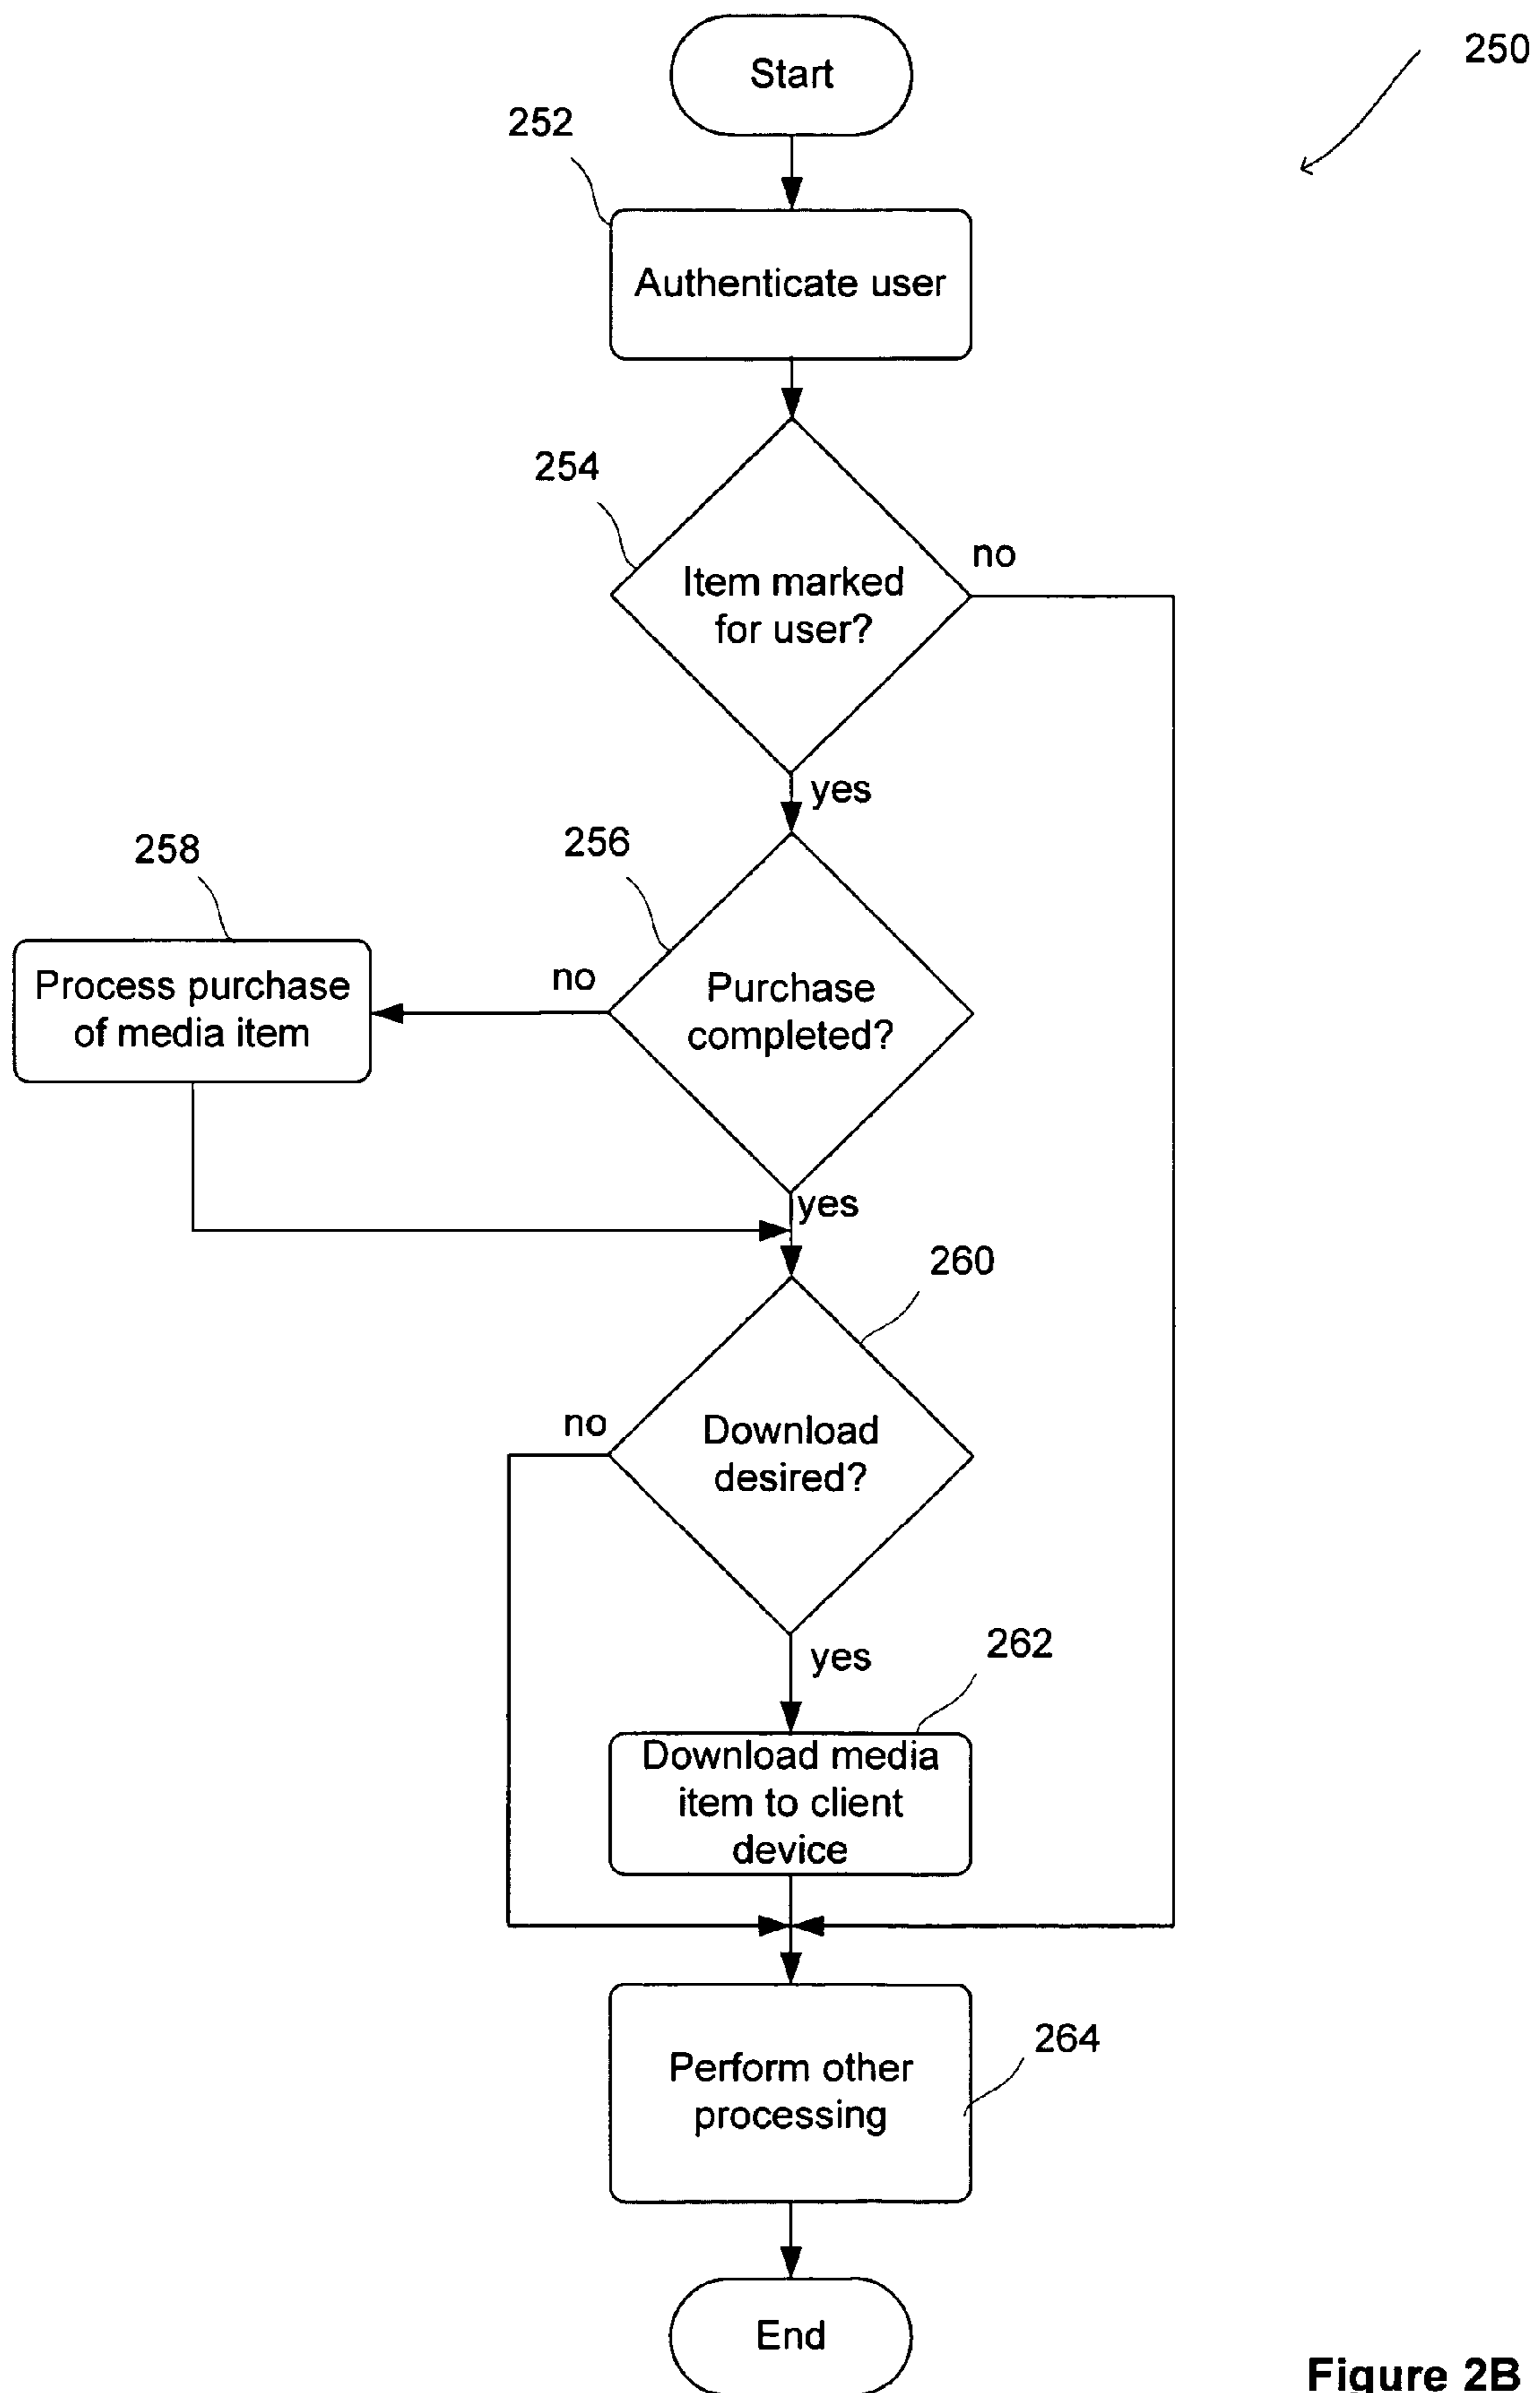 Start
250
252
Authenticate user
254
no
Item marked
for user?
yes
258
256
Process purchase
of media item
no
Purchase
completed?
yes
260
no
Download
desired?
yes
262
Download media
item to client
device
264
Perform other
processing
End
Figure 2B